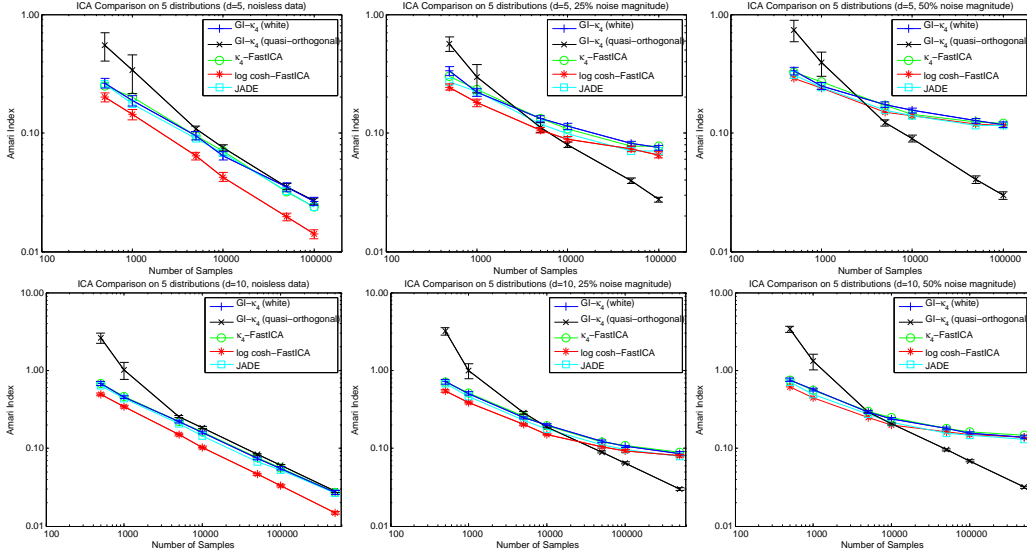 ICA Comparison on 5 distributions (d=5, noisless data)
1.00
0.10
0.01
Amari Index
100
1000
10000
100000
Number of Samples
GI−κ4 (white)
GI−κ4 (quasi−orthogonal)
κ4−FastICA
log cosh−FastICA
JADE
ICA Comparison on 5 distributions (d=5, 25% noise magnitude)
1.00
0.10
0.01
Amari Index
100
1000
10000
100000
Number of Samples
GI−κ4 (white)
GI−κ4 (quasi−orthogonal)
κ4−FastICA
log cosh−FastICA
JADE
ICA Comparison on 5 distributions (d=5, 50% noise magnitude)
1.00
0.10
0.01
Amari Index
100
1000
10000
100000
Number of Samples
GI−κ4 (white)
GI−κ4 (quasi−orthogonal)
κ4−FastICA
log cosh−FastICA
JADE
ICA Comparison on 5 distributions (d=10, noisless data)
10.00
1.00
0.10
0.01
Amari Index
100
1000
10000
100000
Number of Samples
GI−κ4 (white)
GI−κ4 (quasi−orthogonal)
κ4−FastICA
log cosh−FastICA
JADE
ICA Comparison on 5 distributions (d=10, 25% noise magnitude)
10.00
1.00
0.10
0.01
Amari Index
100
1000
10000
100000
Number of Samples
GI−κ4 (white)
GI−κ4 (quasi−orthogonal)
κ4−FastICA
log cosh−FastICA
JADE
ICA Comparison on 5 distributions (d=10, 50% noise magnitude)
10.00
1.00
0.10
0.01
Amari Index
100
1000
10000
100000
Number of Samples
GI−κ4 (white)
GI−κ4 (quasi−orthogonal)
κ4−FastICA
log cosh−FastICA
JADE